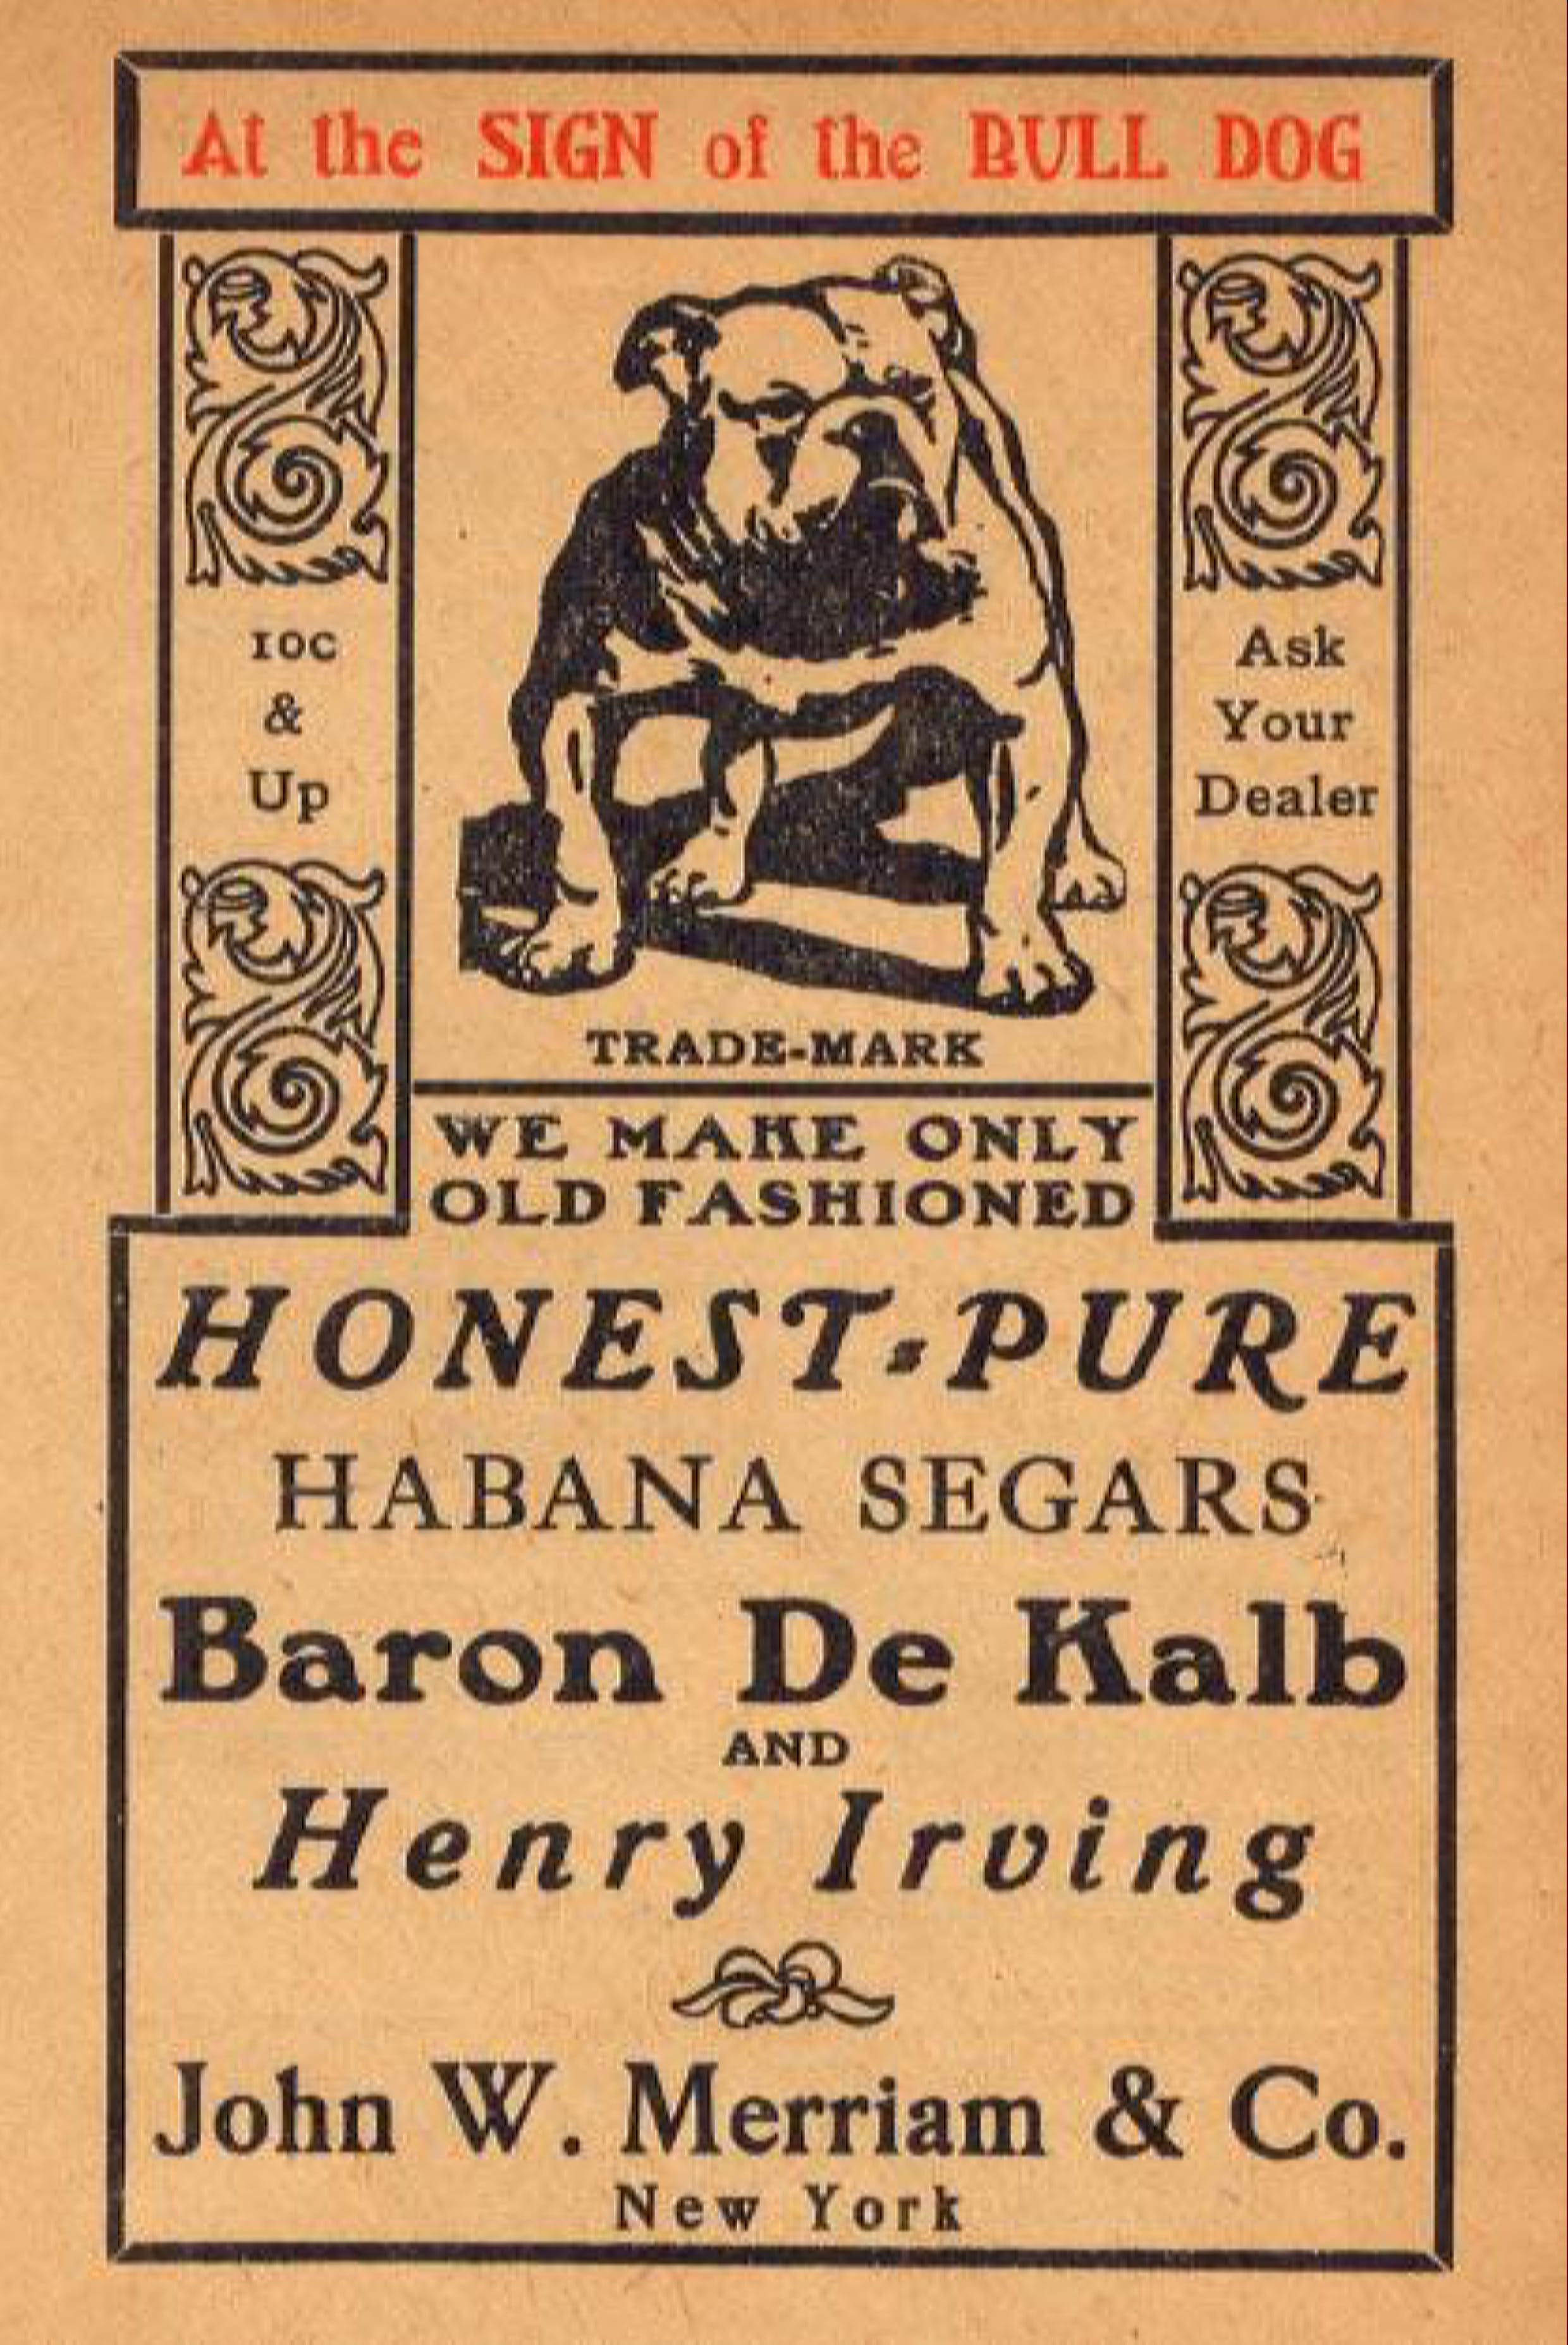 At the SIGN of the BULL DOG
10c
&
Up
Ask
Your
Dealer
TRADE-MARK
WE MAKE ONLY
OLD FASHIONED
HONEST-PURE
HABANA SEGARS
Baron De Kalb
AND
Henry Irving
John W. Merriam & Co.
New York